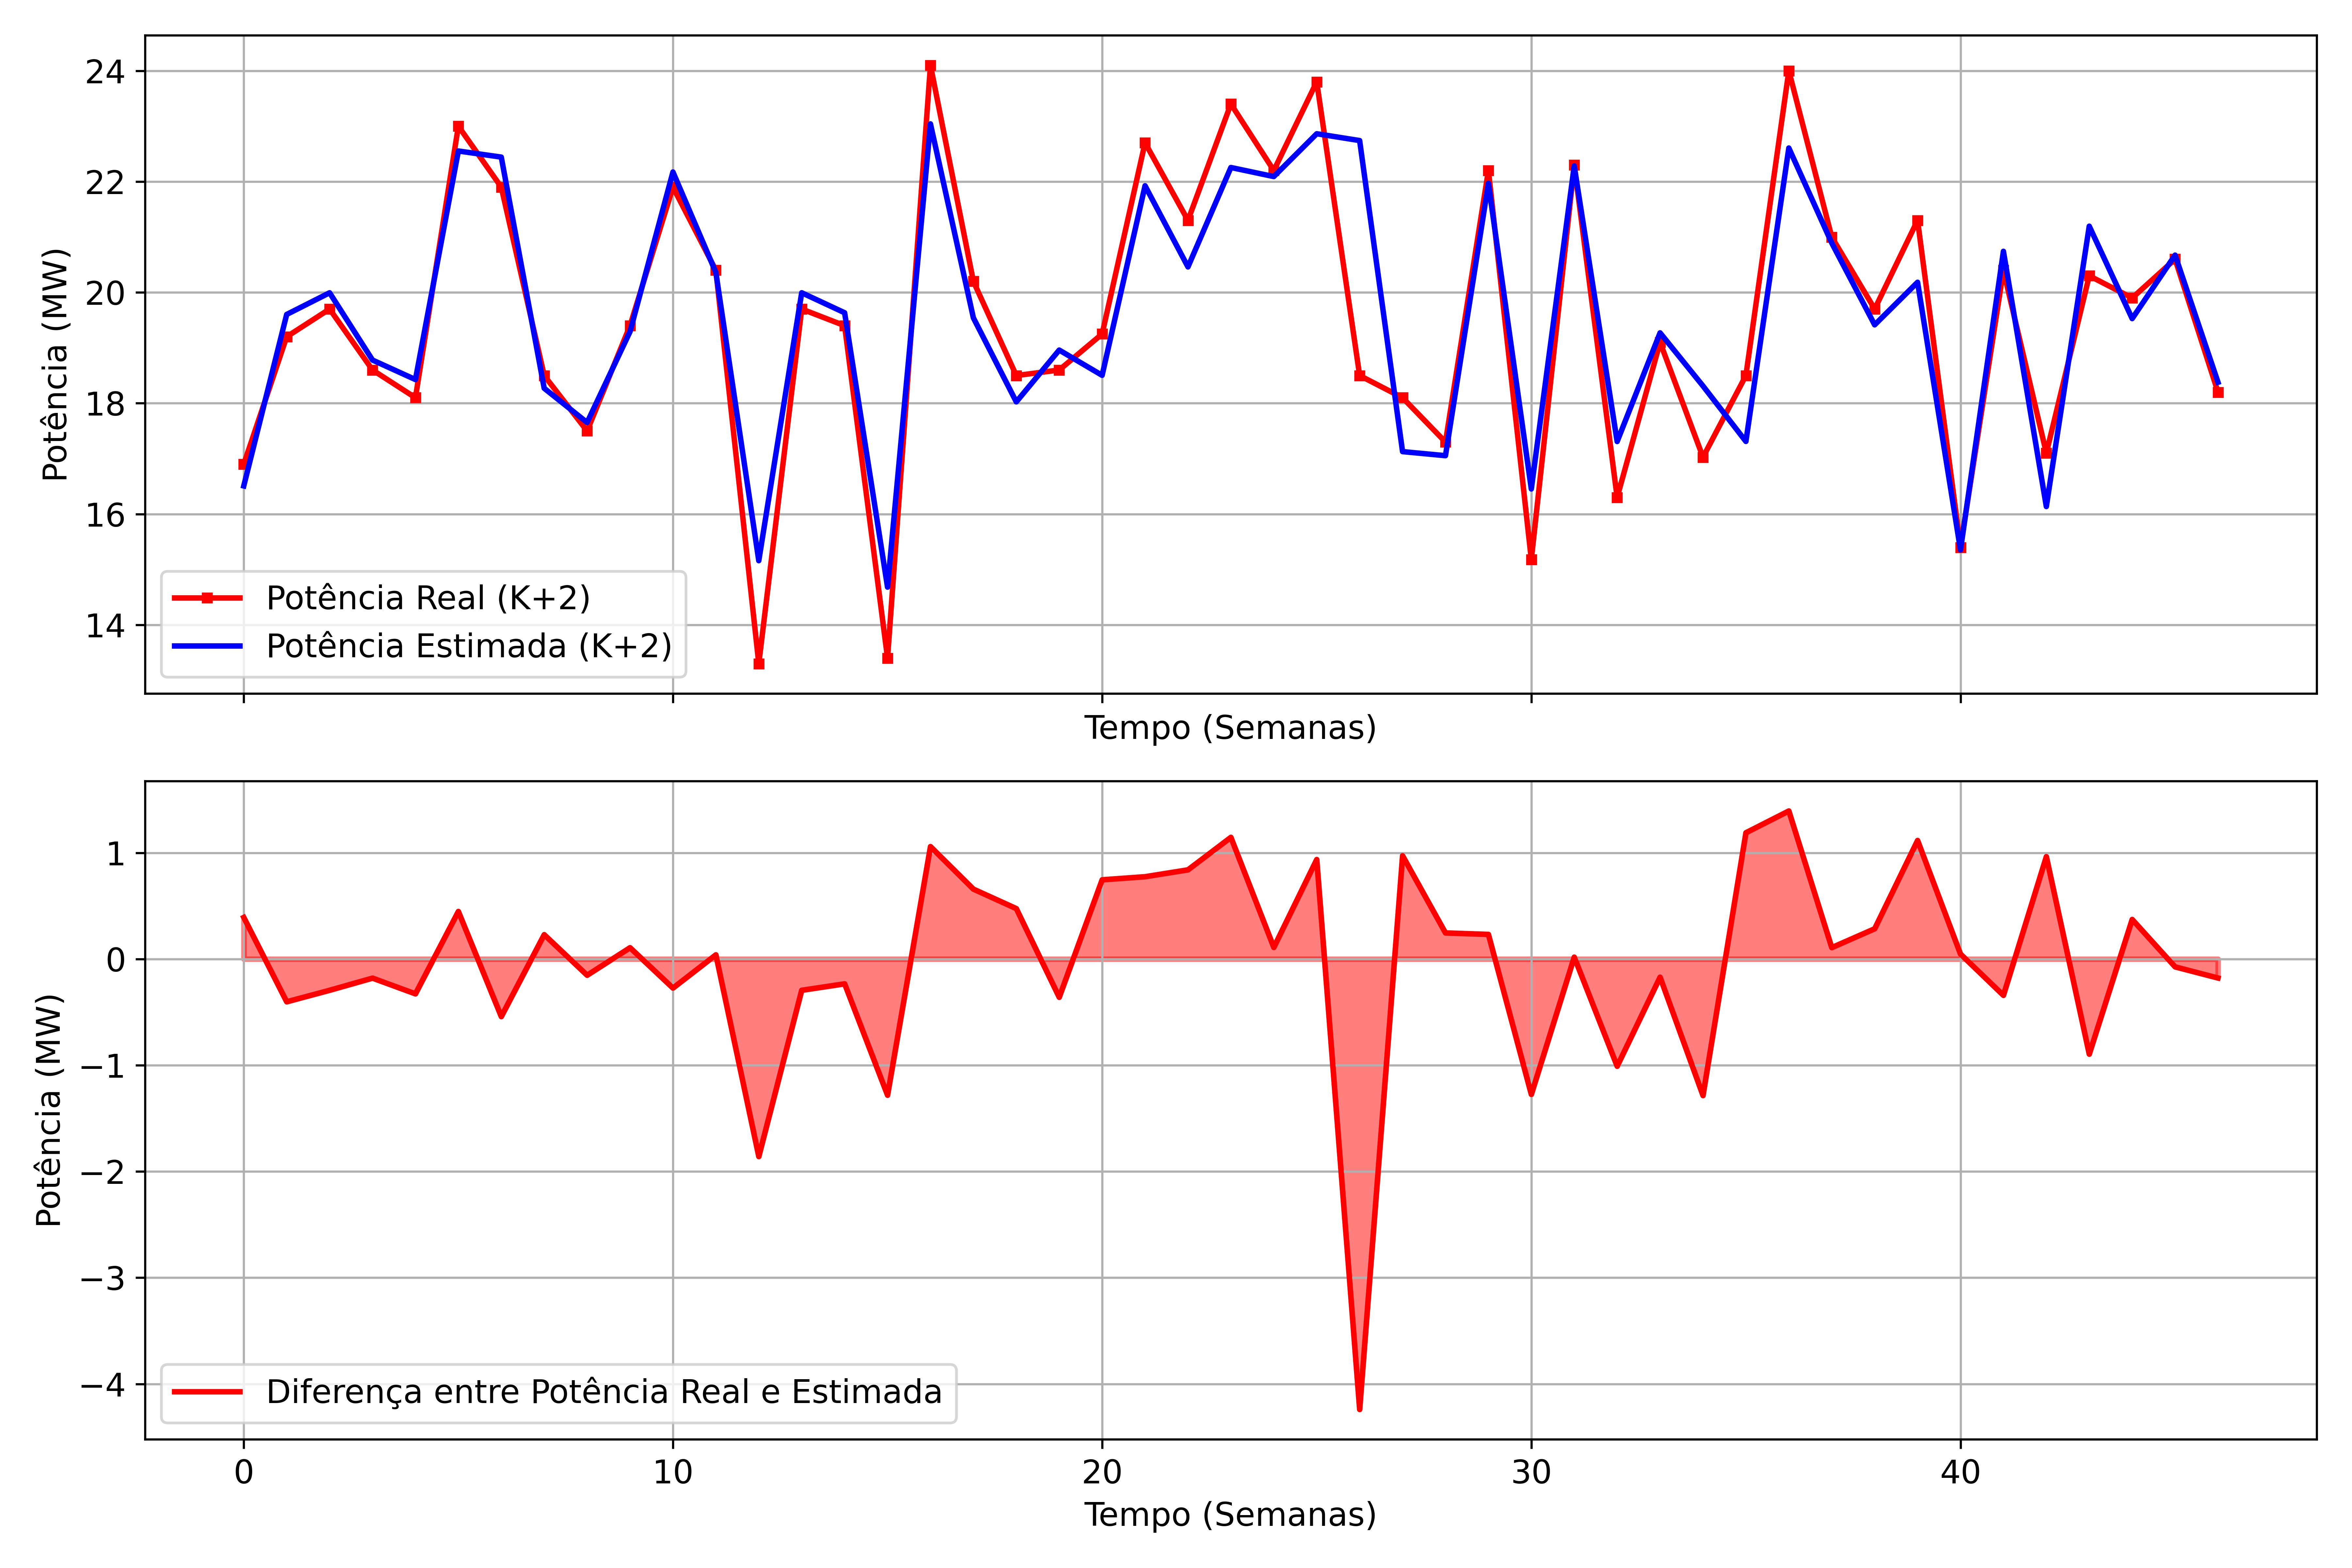 24
22
20
18
16
14
Potência (MW)
Potência Real (K+2)
Potência Estimada (K+2)
Tempo (Semanas)
1
0
−1
−2
−3
−4
Potência (MW)
Diferença entre Potência Real e Estimada
0 10 20 30 40
Tempo (Semanas)